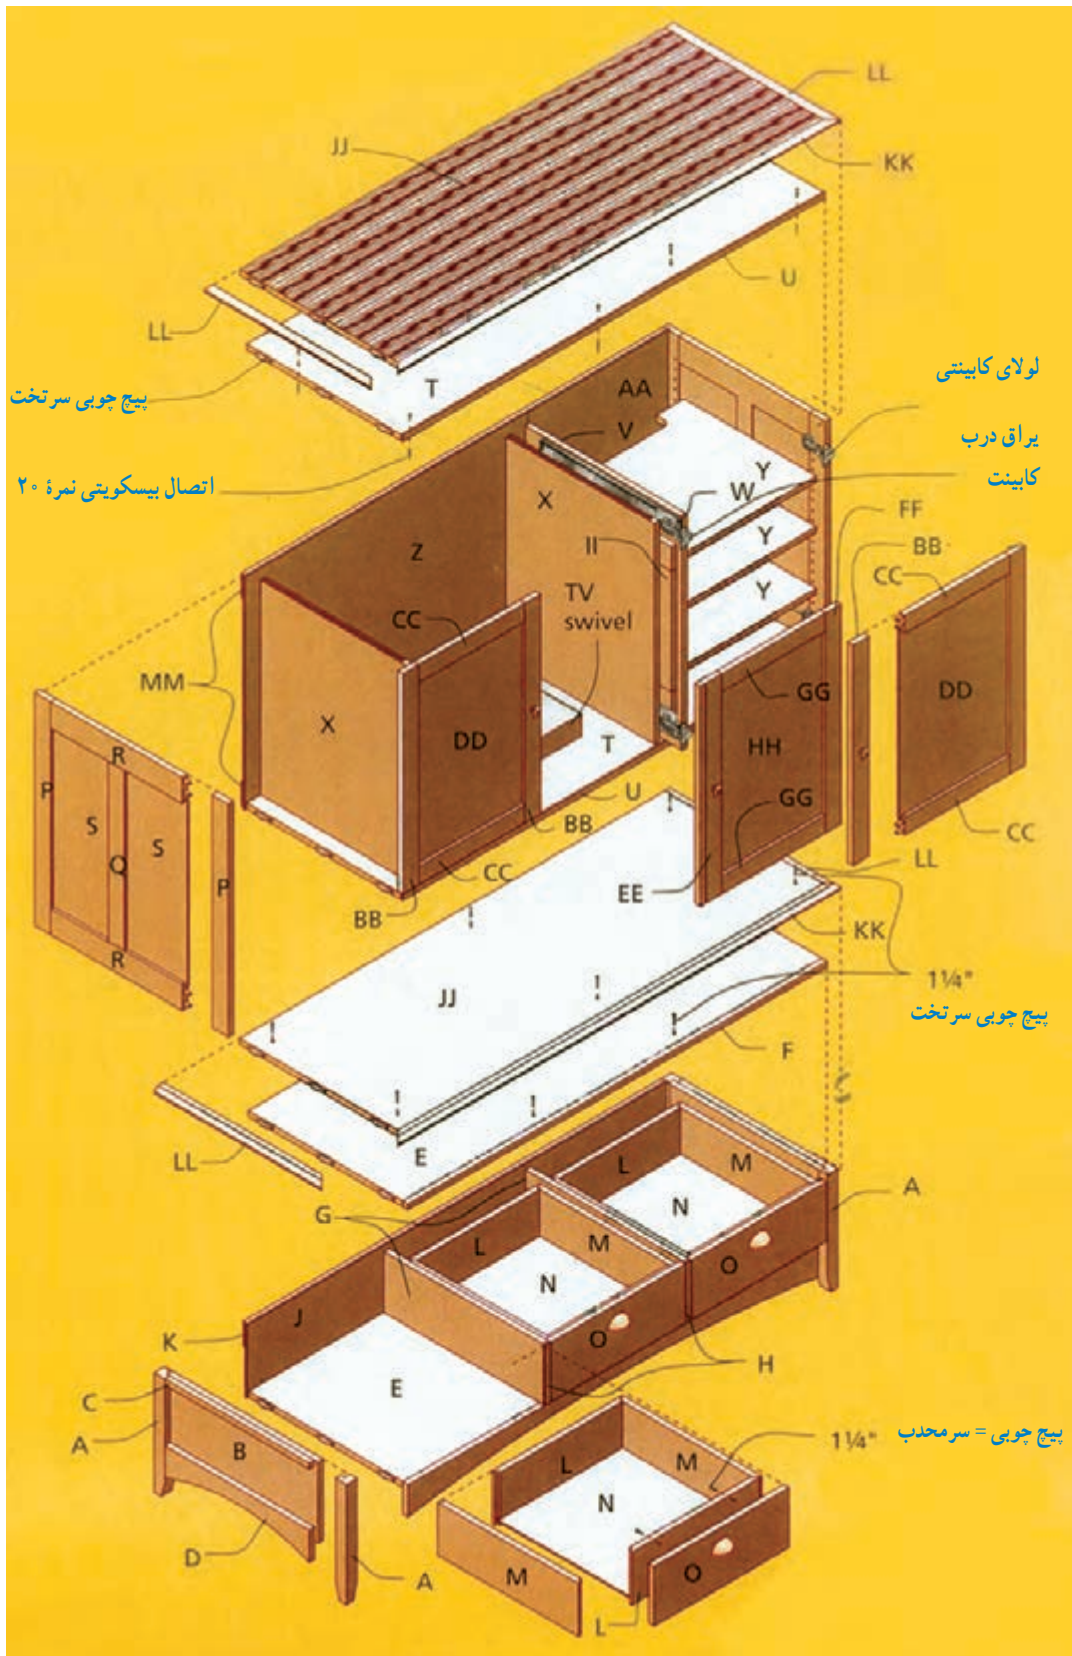 LL
JJ
KK
U
LL
T
لولای کابینتی
پیچ چوبی سرتخت
AA
V
یراق درب
کابینت
Y
اتصال بیسکویتی نمرهٔ ۲۰
X
W
FF
II
Y
BB
Z
CC
TV
swivel
Y
CC
MM
GG
DD
X
DD
HH
T
R
P
U
GG
S
S
BB
CC
Q
CC
LL
P
EE
BB
KK
R
JJ
1¼"
پیچ چوبی سرتخت
F
E
LL
L
M
A
G
N
L
M
O
N
J
K
O
H
E
C
A
B
1¼"
پیچ چوبی = سرمحدب
L
M
N
D
A
M
O
L